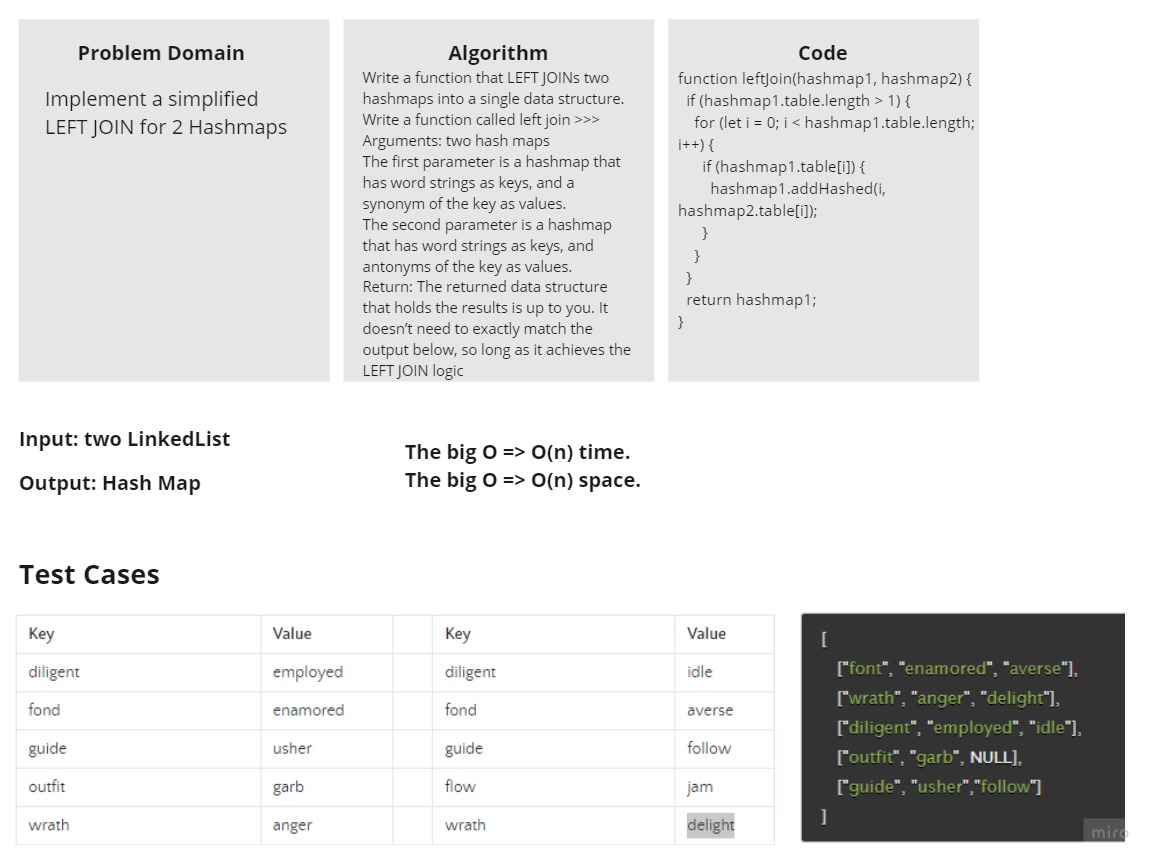 Problem Domain
Implement a simplified
LEFT JOIN for 2 Hashmaps
Algorithm
Write a function that LEFT JOINs two
hashmaps into a single data structure.
Write a function called left join >>>
Arguments: two hash maps
The first parameter is a hashmap that
has word strings as keys, and a
synonym of the key as values.
The second parameter is a hashmap
that has word strings as keys, and
antonyms of the key as values.
Return: The returned data structure
that holds the results is up to you. It
doesn’t need to exactly match the
output below, so long as it achieves the
LEFT JOIN logic
Code
function leftJoin(hashmap1, hashmap2) {
if (hashmap1.table.length > 1) {
for (let i = 0; i < hashmap1.table.length;
i++) {
if (hashmap1.table[i]) {
hashmap1.addHashed(i,
hashmap2.table[i]);
}
}
}
return hashmap1;
}
Input: two LinkedList
Output: Hash Map
The big O => O(n) time.
The big O => O(n) space.
Test Cases
Key Value Key Value
diligent employed diligent idle
fond enamored fond averse
guide usher guide follow
outfit garb flow jam
wrath anger wrath delight
[
["font", "enamored", "averse"],
["wrath", "anger", "delight"],
["diligent", "employed", "idle"],
["outfit", "garb", NULL],
["guide", "usher","follow"]
]
miro